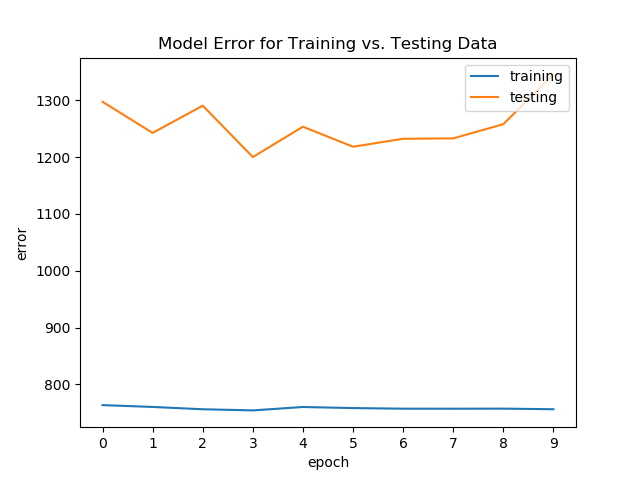 Model Error for Training vs. Testing Data
training
testing
1300
1200
1100
1000
900
800
error
0 1 2 3 4 5 6 7 8 9
epoch